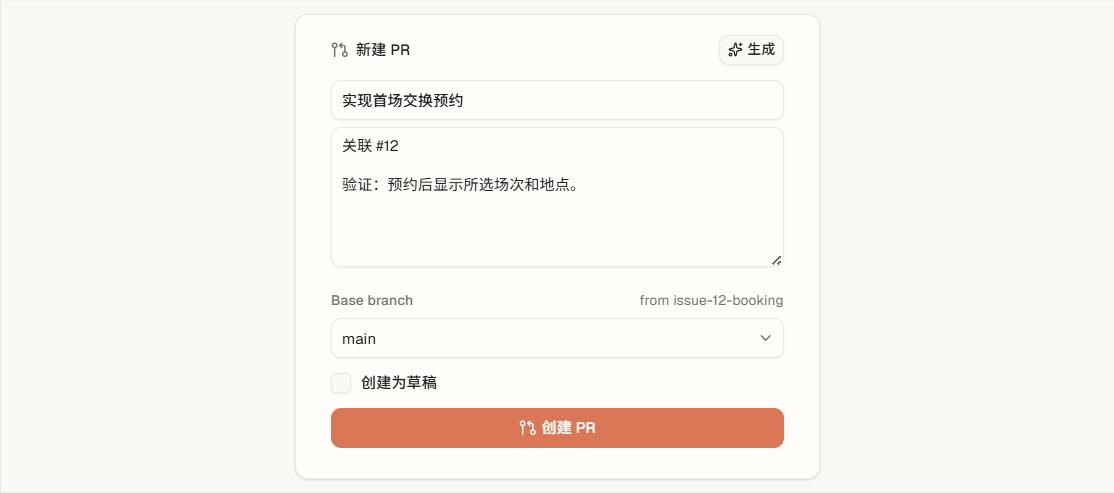 新建 PR
生成
实现首场交换预约
关联 #12
验证：预约后显示所选场次和地点。
Base branch
from issue-12-booking
main
创建为草稿
创建 PR